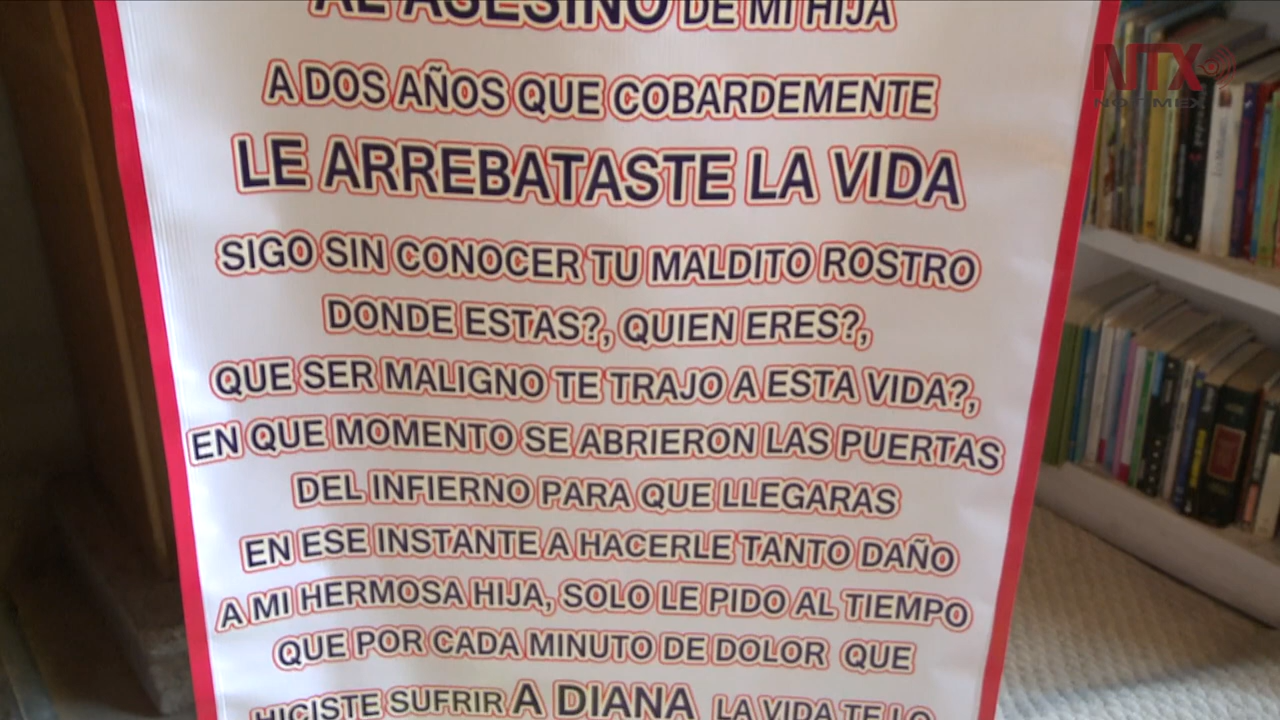 AL ASESINO DE MI HIJA
A DOS AÑOS QUE COBARDEMENTE
LE ARREBATASTE LA VIDA
SIGO SIN CONOCER TU MALDITO ROSTRO
DONDE ESTAS?, QUIEN ERES?,
QUE SER MALIGNO TE TRAJO A ESTA VIDA?,
EN QUE MOMENTO SE ABRIERON LAS PUERTAS
DEL INFIERNO PARA QUE LLEGARAS
EN ESE INSTANTE A HACERLE TANTO DAÑO
A MI HERMOSA HIJA, SOLO LE PIDO AL TIEMPO
QUE POR CADA MINUTO DE DOLOR QUE
HICISTE SUFRIR A DIANA LA VIDA TE LO
NTX
NOTIMEX